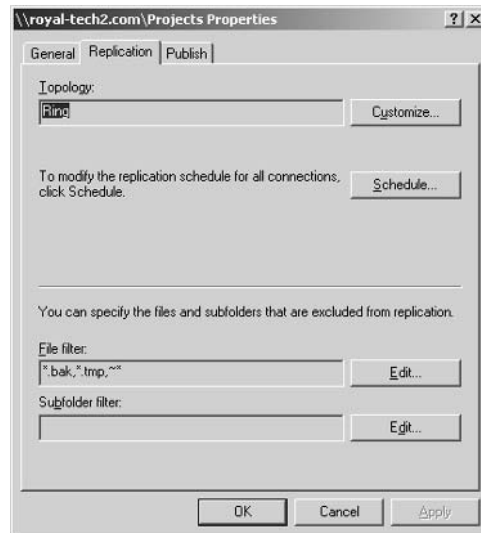 \\royal-tech2.com\Projects Properties
? X
General Replication Publish
Topology:
Ring
Customize...
To modify the replication schedule for all connections,
click Schedule.
Schedule...
You can specify the files and subfolders that are excluded from replication.
File filter:
*.bak,*.tmp,~*
Edit...
Subfolder filter:
Edit...
OK Cancel Apply